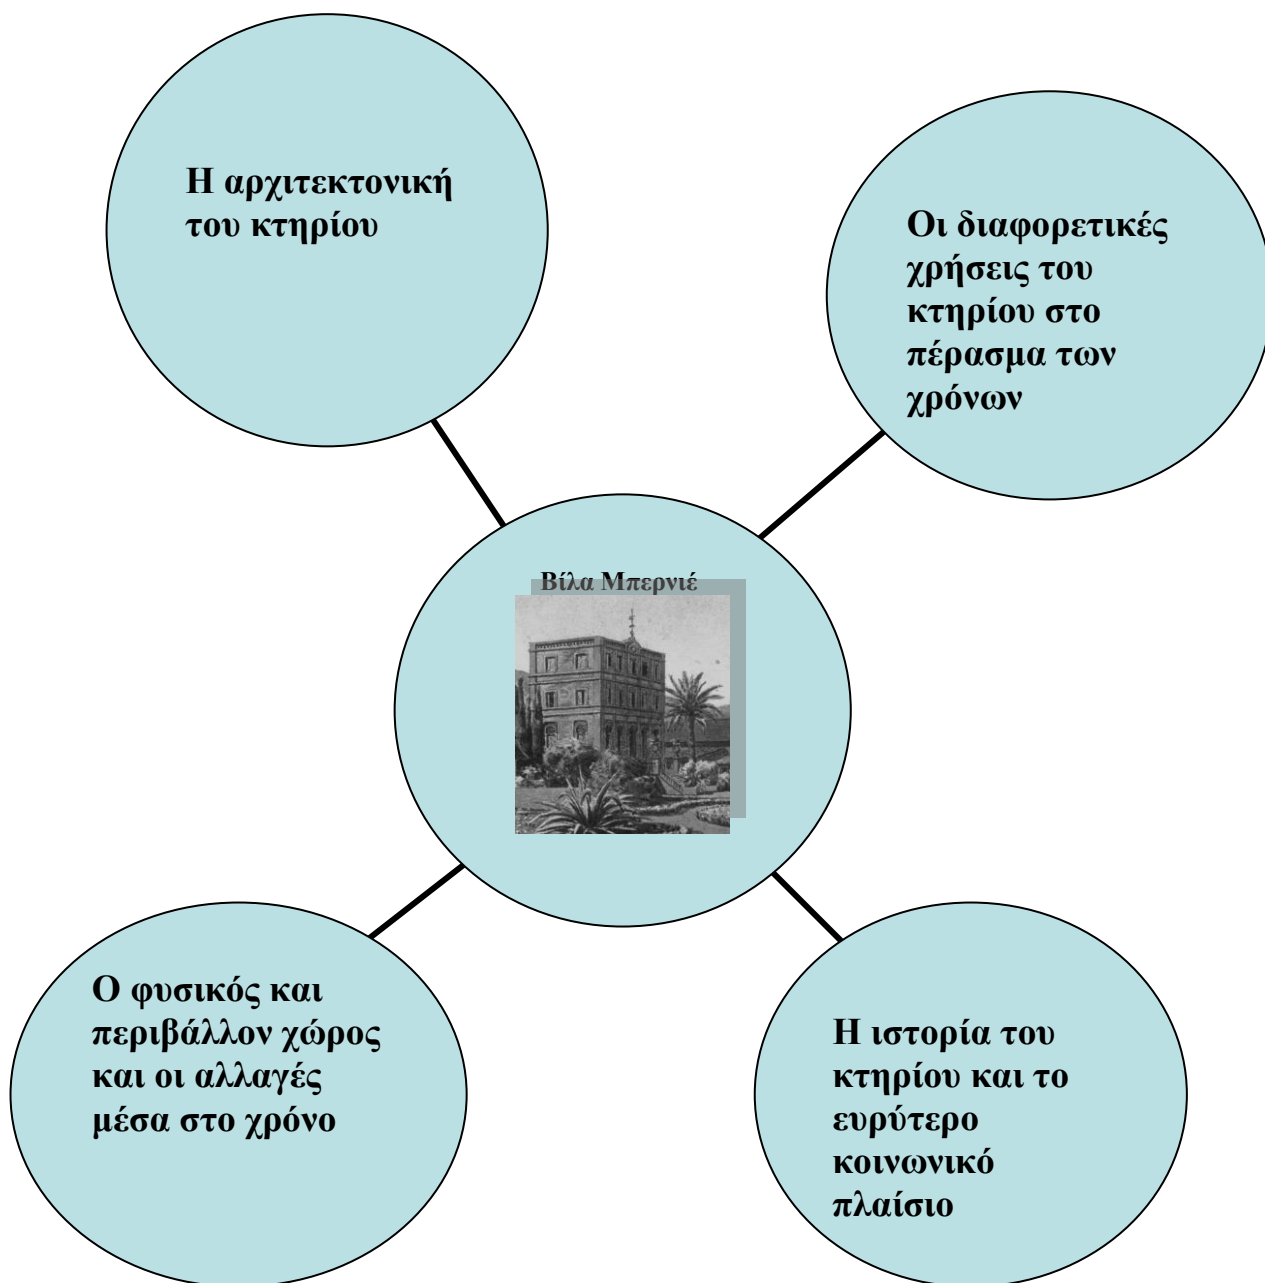 Η αρχιτεκτονική
του κτηρίου
Οι διαφορετικές
χρήσεις του
κτηρίου στο
πέρασμα των
χρόνων
Βίλα Μπερνιέ
Ο φυσικός και
περιβάλλον χώρος
και οι αλλαγές
μέσα στο χρόνο
Η ιστορία του
κτηρίου και το
ευρύτερο
κοινωνικό
πλαίσιο